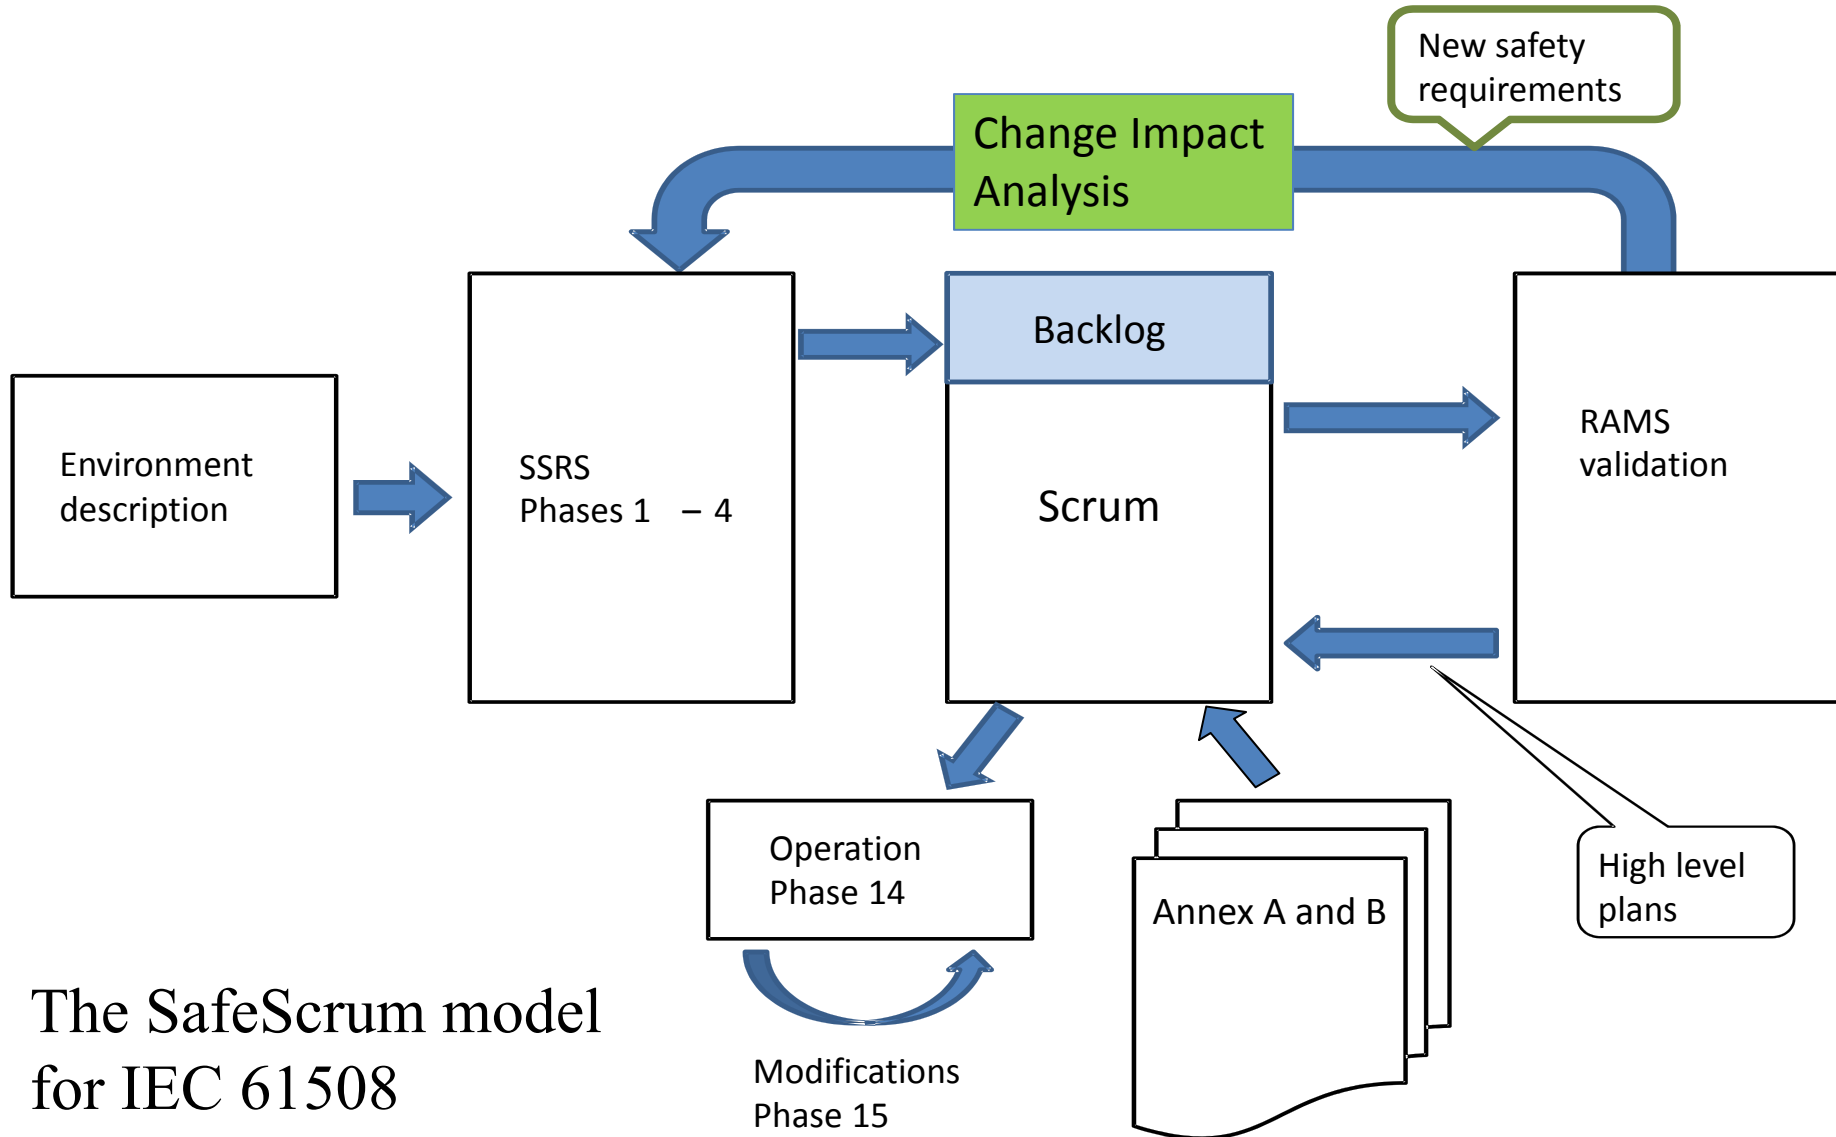 New safety
requirements
Change Impact
Analysis
Backlog
Environment
description
SSRS
Phases 1 – 4
Scrum
RAMS
validation
Operation
Phase 14
Annex A and B
High level
plans
Modifications
Phase 15
The SafeScrum model
for IEC 61508